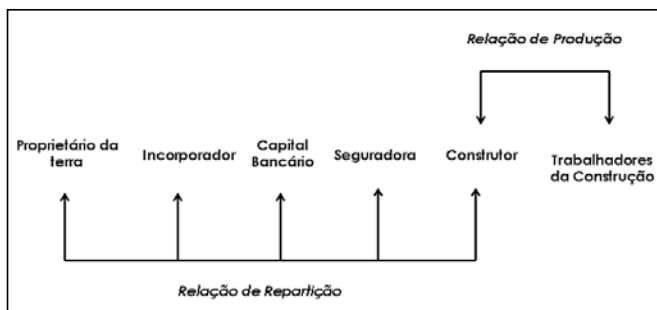 Relação de Produção
Proprietário da
terra
Incorporador
Capital
Bancário
Seguradora
Construtor
Trabalhadores
da Construção
Relação de Repartição